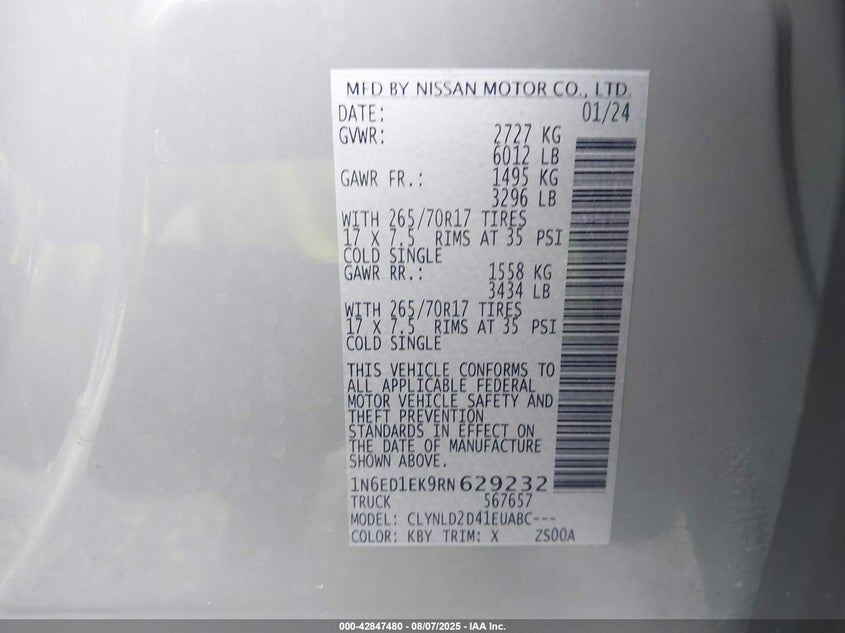 MFD BY NISSAN MOTOR CO., LTD.
DATE: 01/24
GVWR: 2727 KG
6012 LB
GAWR FR.: 1495 KG
3296 LB
WITH 265/70R17 TIRES
17 X 7.5 RIMS AT 35 PSI
COLD SINGLE
GAWR RR.: 1558 KG
3434 LB
WITH 265/70R17 TIRES
17 X 7.5 RIMS AT 35 PSI
COLD SINGLE
THIS VEHICLE CONFORMS TO
ALL APPLICABLE FEDERAL
MOTOR VEHICLE SAFETY AND
THEFT PREVENTION
STANDARDS IN EFFECT ON
THE DATE OF MANUFACTURE
SHOWN ABOVE.
1N6ED1EK9RN629232
TRUCK 567657
MODEL: CLYNLD2D41EUABC---
COLOR: KBY TRIM: X ZS00A
000-42847480 - 08/07/2025 - IAA Inc.